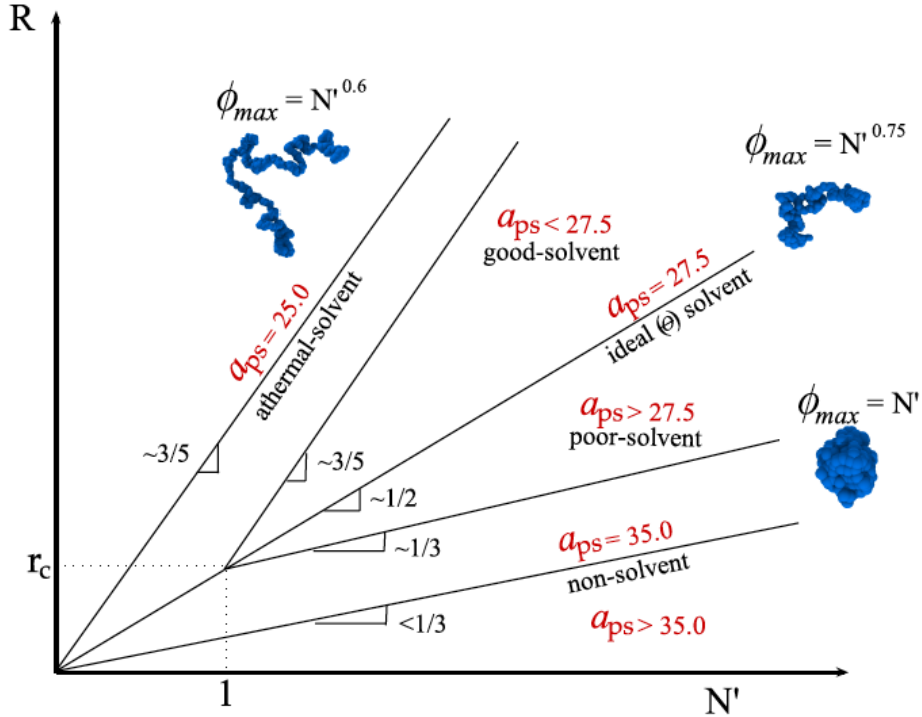 R
ϕmax = N' 0.6
ϕmax = N' 0.75
aps < 27.5
good-solvent
aps = 25.0
athermal-solvent
aps = 27.5
ideal (ϴ) solvent
aps > 27.5
poor-solvent
ϕmax = N'
~3/5
~3/5
~1/2
~1/3
aps = 35.0
non-solvent
rc
<1/3
aps > 35.0
1
N'